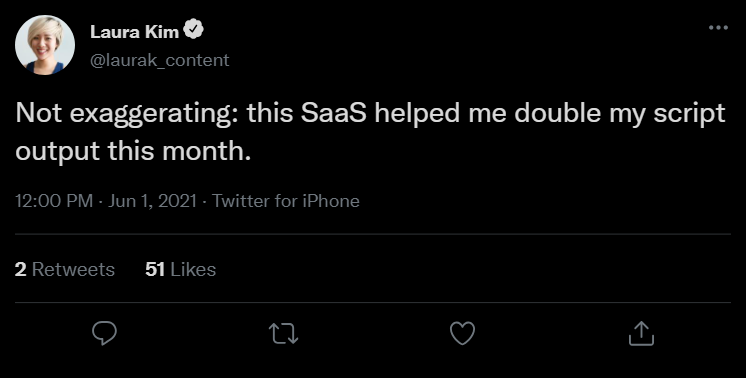 Laura Kim
@laurak_content
Not exaggerating: this SaaS helped me double my script
output this month.
12:00 PM · Jun 1, 2021 · Twitter for iPhone
2 Retweets 51 Likes